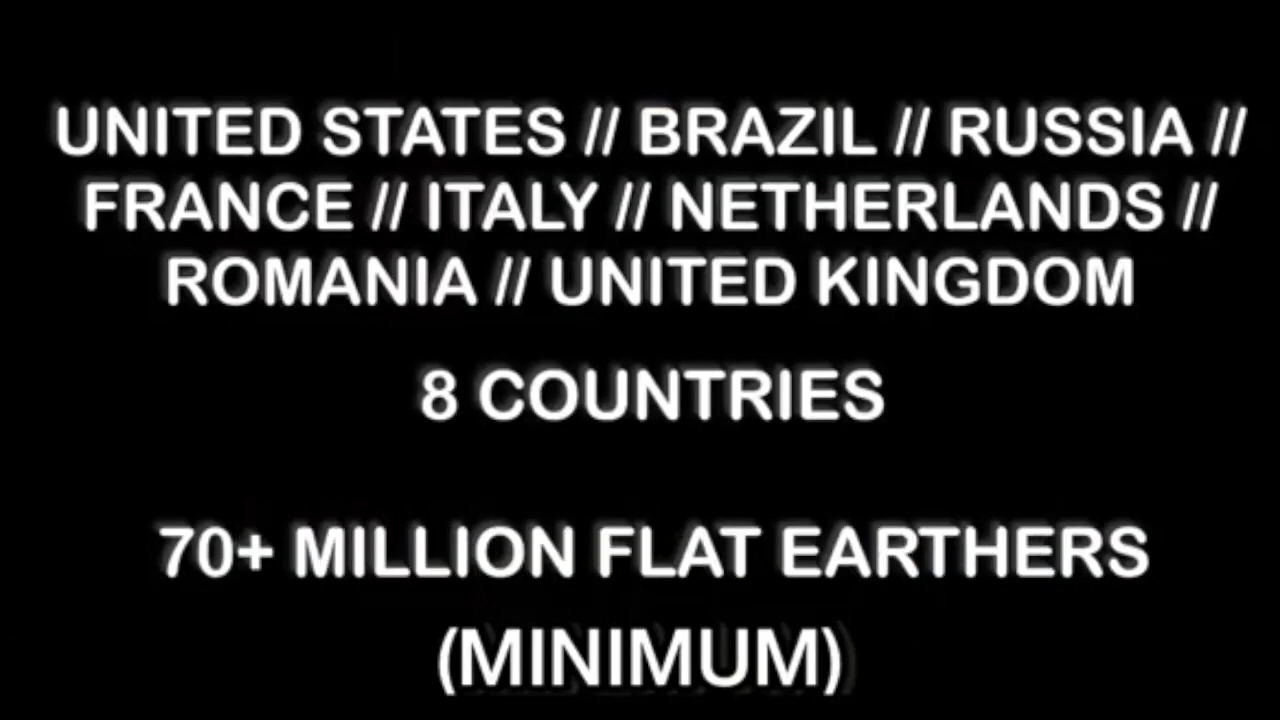 UNITED STATES // BRAZIL // RUSSIA //
FRANCE // ITALY // NETHERLANDS //
ROMANIA // UNITED KINGDOM
8 COUNTRIES
70+ MILLION FLAT EARTHERS
(MINIMUM)